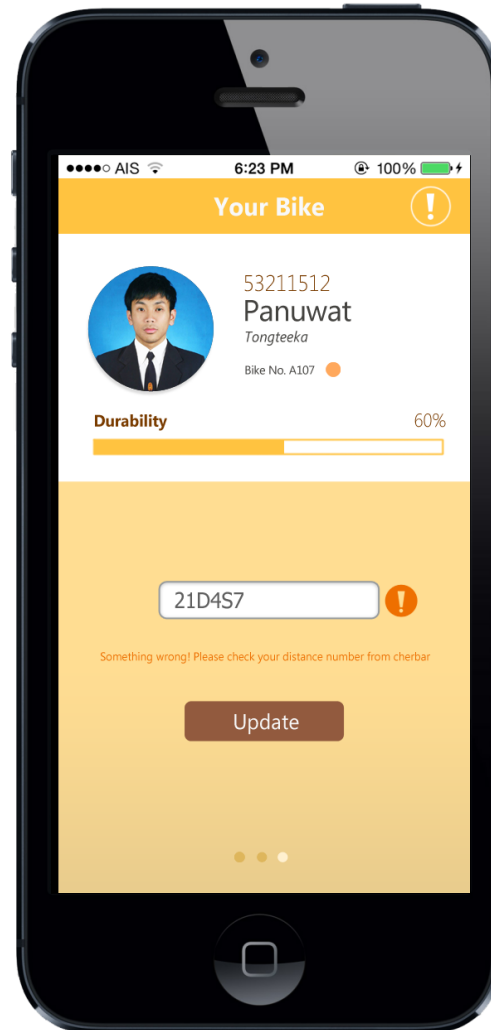 AIS 6:23 PM 100%
Your Bike
53211512
Panuwat
Tongteeka
Bike No. A107
Durability 60%
21D4S7
Something wrong! Please check your distance number from cherbar
Update